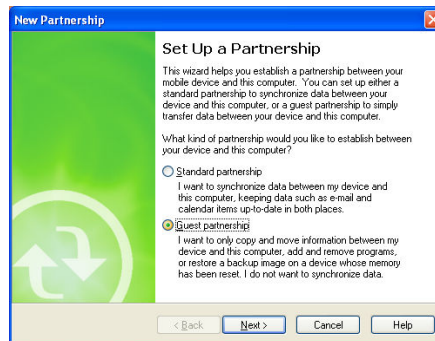 New Partnership
Set Up a Partnership
This wizard helps you establish a partnership between your
mobile device and this computer. You can set up either a
standard partnership to synchronize data between your
device and this computer, or a guest partnership to simply
transfer data between your device and this computer.
What kind of partnership would you like to establish between
your device and this computer?
Standard partnership
I want to synchronize data between my device and
this computer, keeping data such as e-mail and
calendar items up-to-date in both places.
Guest partnership
I want to only copy and move information between my
device and this computer, add and remove programs,
or restore a backup image on a device whose memory
has been reset. I do not want to synchronize data.
< Back Next > Cancel Help